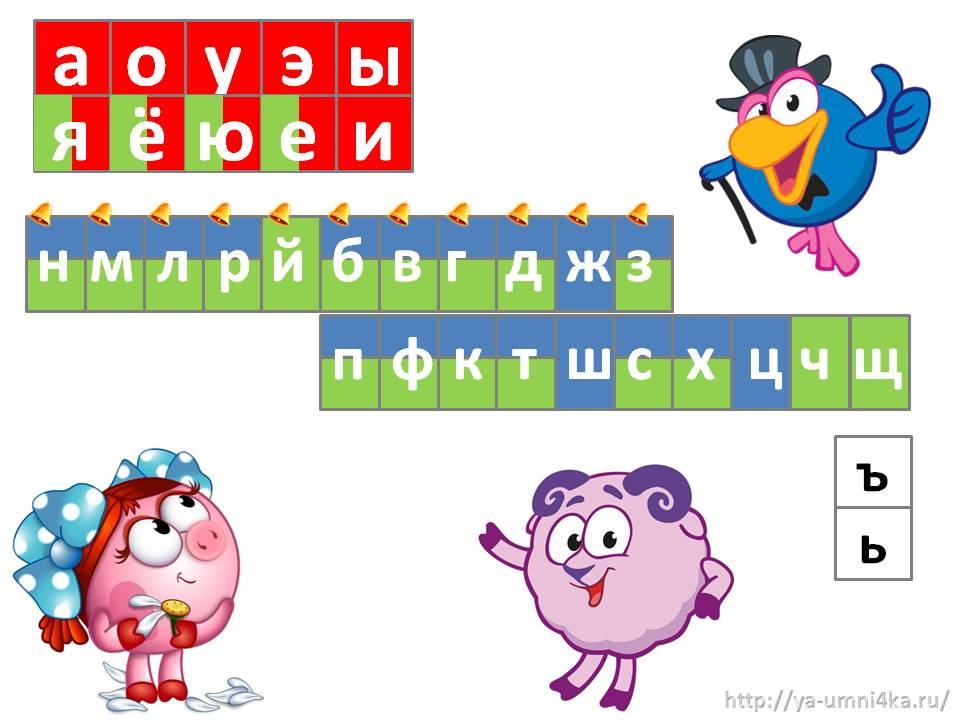 а о у э ы
я ё ю е и
н м л р й б в г д ж з
п ф к т ш с х ц ч щ
ъ
ь
http://ya-umni4ka.ru/